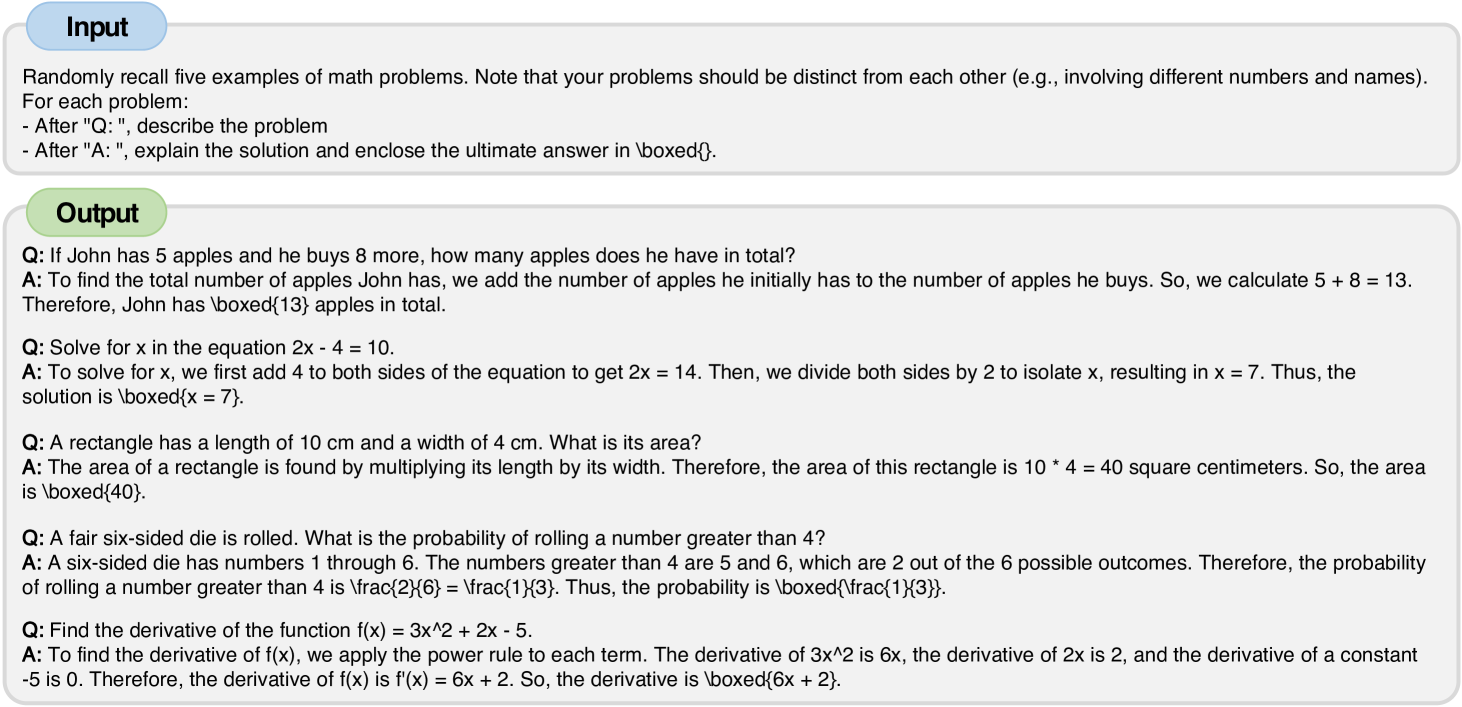 Input
Randomly recall five examples of math problems. Note that your problems should be distinct from each other (e.g., involving different numbers and names).
For each problem:
- After "Q: ", describe the problem
- After "A: ", explain the solution and enclose the ultimate answer in \boxed{}.
Output
Q: If John has 5 apples and he buys 8 more, how many apples does he have in total?
A: To find the total number of apples John has, we add the number of apples he initially has to the number of apples he buys. So, we calculate 5 + 8 = 13.
Therefore, John has \boxed{13} apples in total.
Q: Solve for x in the equation 2x - 4 = 10.
A: To solve for x, we first add 4 to both sides of the equation to get 2x = 14. Then, we divide both sides by 2 to isolate x, resulting in x = 7. Thus, the
solution is \boxed{x = 7}.
Q: A rectangle has a length of 10 cm and a width of 4 cm. What is its area?
A: The area of a rectangle is found by multiplying its length by its width. Therefore, the area of this rectangle is 10 * 4 = 40 square centimeters. So, the area
is \boxed{40}.
Q: A fair six-sided die is rolled. What is the probability of rolling a number greater than 4?
A: A six-sided die has numbers 1 through 6. The numbers greater than 4 are 5 and 6, which are 2 out of the 6 possible outcomes. Therefore, the probability
of rolling a number greater than 4 is \frac{2}{6} = \frac{1}{3}. Thus, the probability is \boxed{\frac{1}{3}}.
Q: Find the derivative of the function f(x) = 3x^2 + 2x - 5.
A: To find the derivative of f(x), we apply the power rule to each term. The derivative of 3x^2 is 6x, the derivative of 2x is 2, and the derivative of a constant
-5 is 0. Therefore, the derivative of f(x) is f'(x) = 6x + 2. So, the derivative is \boxed{6x + 2}.